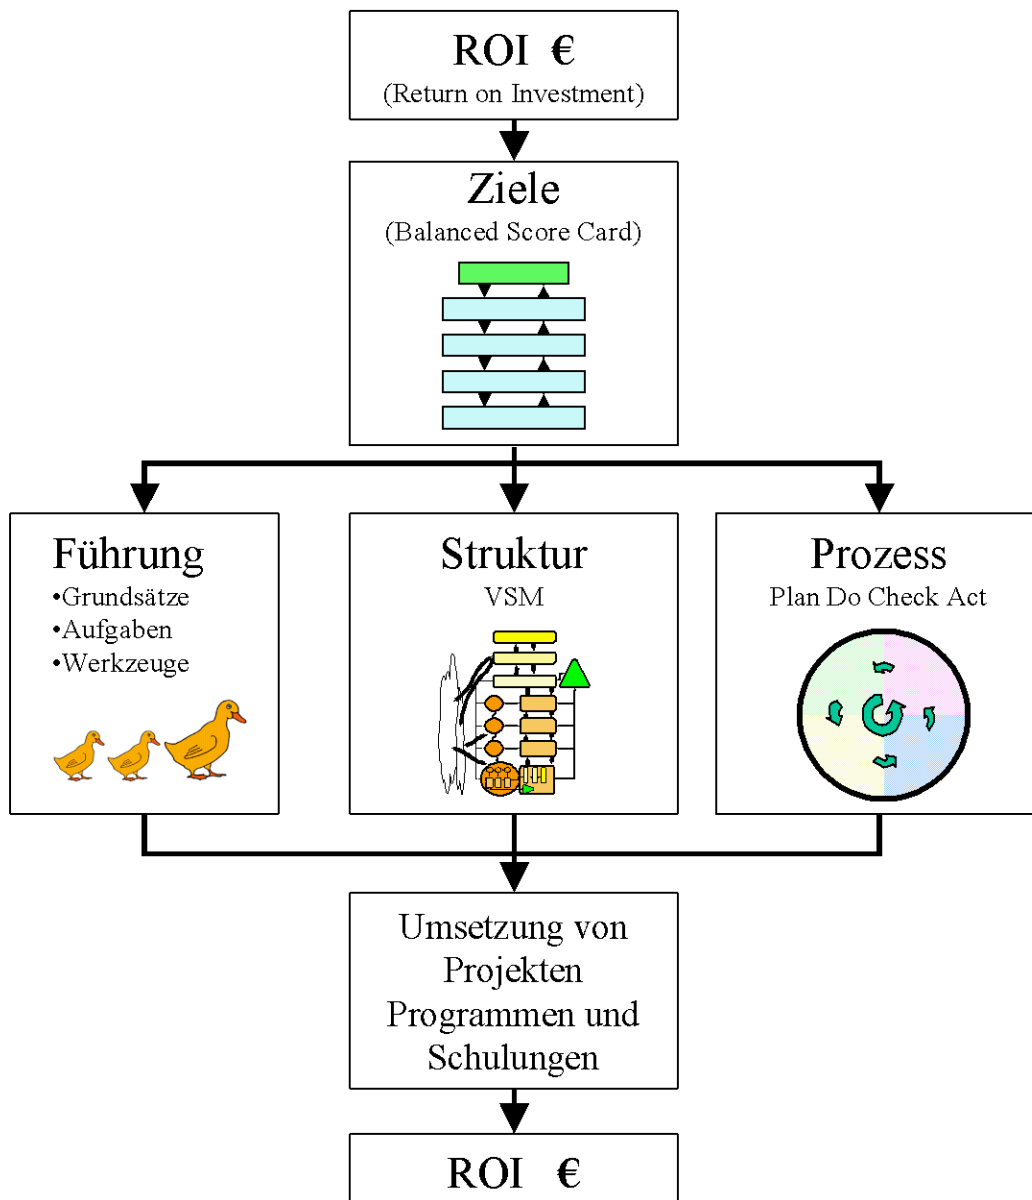 ROI €
(Return on Investment)
Ziele
(Balanced Score Card)
Führung
•Grundsätze
•Aufgaben
•Werkzeuge
Struktur
VSM
Prozess
Plan Do Check Act
Umsetzung von
Projekten
Programmen und
Schulungen
ROI €